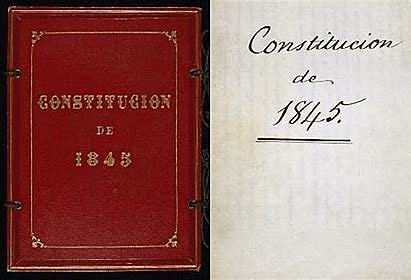 CONSTITUCION
DE
1845
Constitucion
de
1845.